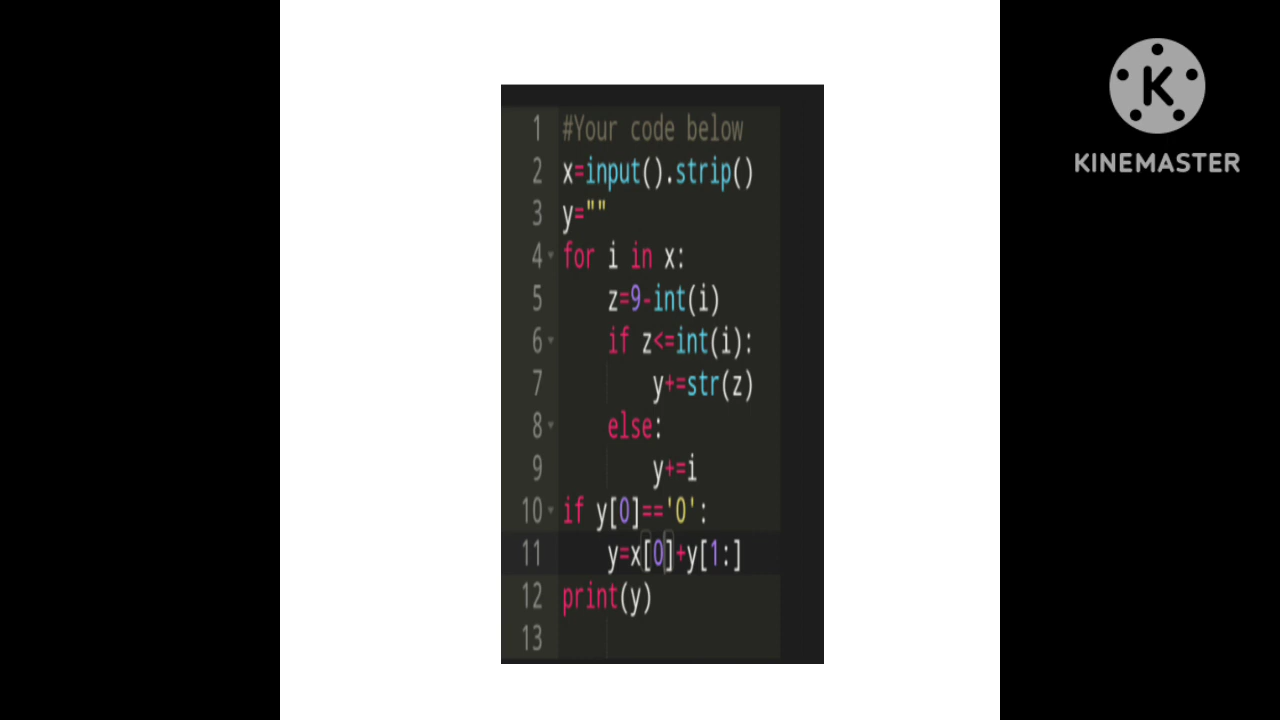 1 #Your code below
2 x=input().strip()
3 y=""
4 for i in x:
5     z=9-int(i)
6     if z<=int(i):
7         y+=str(z)
8     else:
9         y+=i
10 if y[0]=='0':
11     y=x[0]+y[1:]
12 print(y)
13
K
KINEMASTER